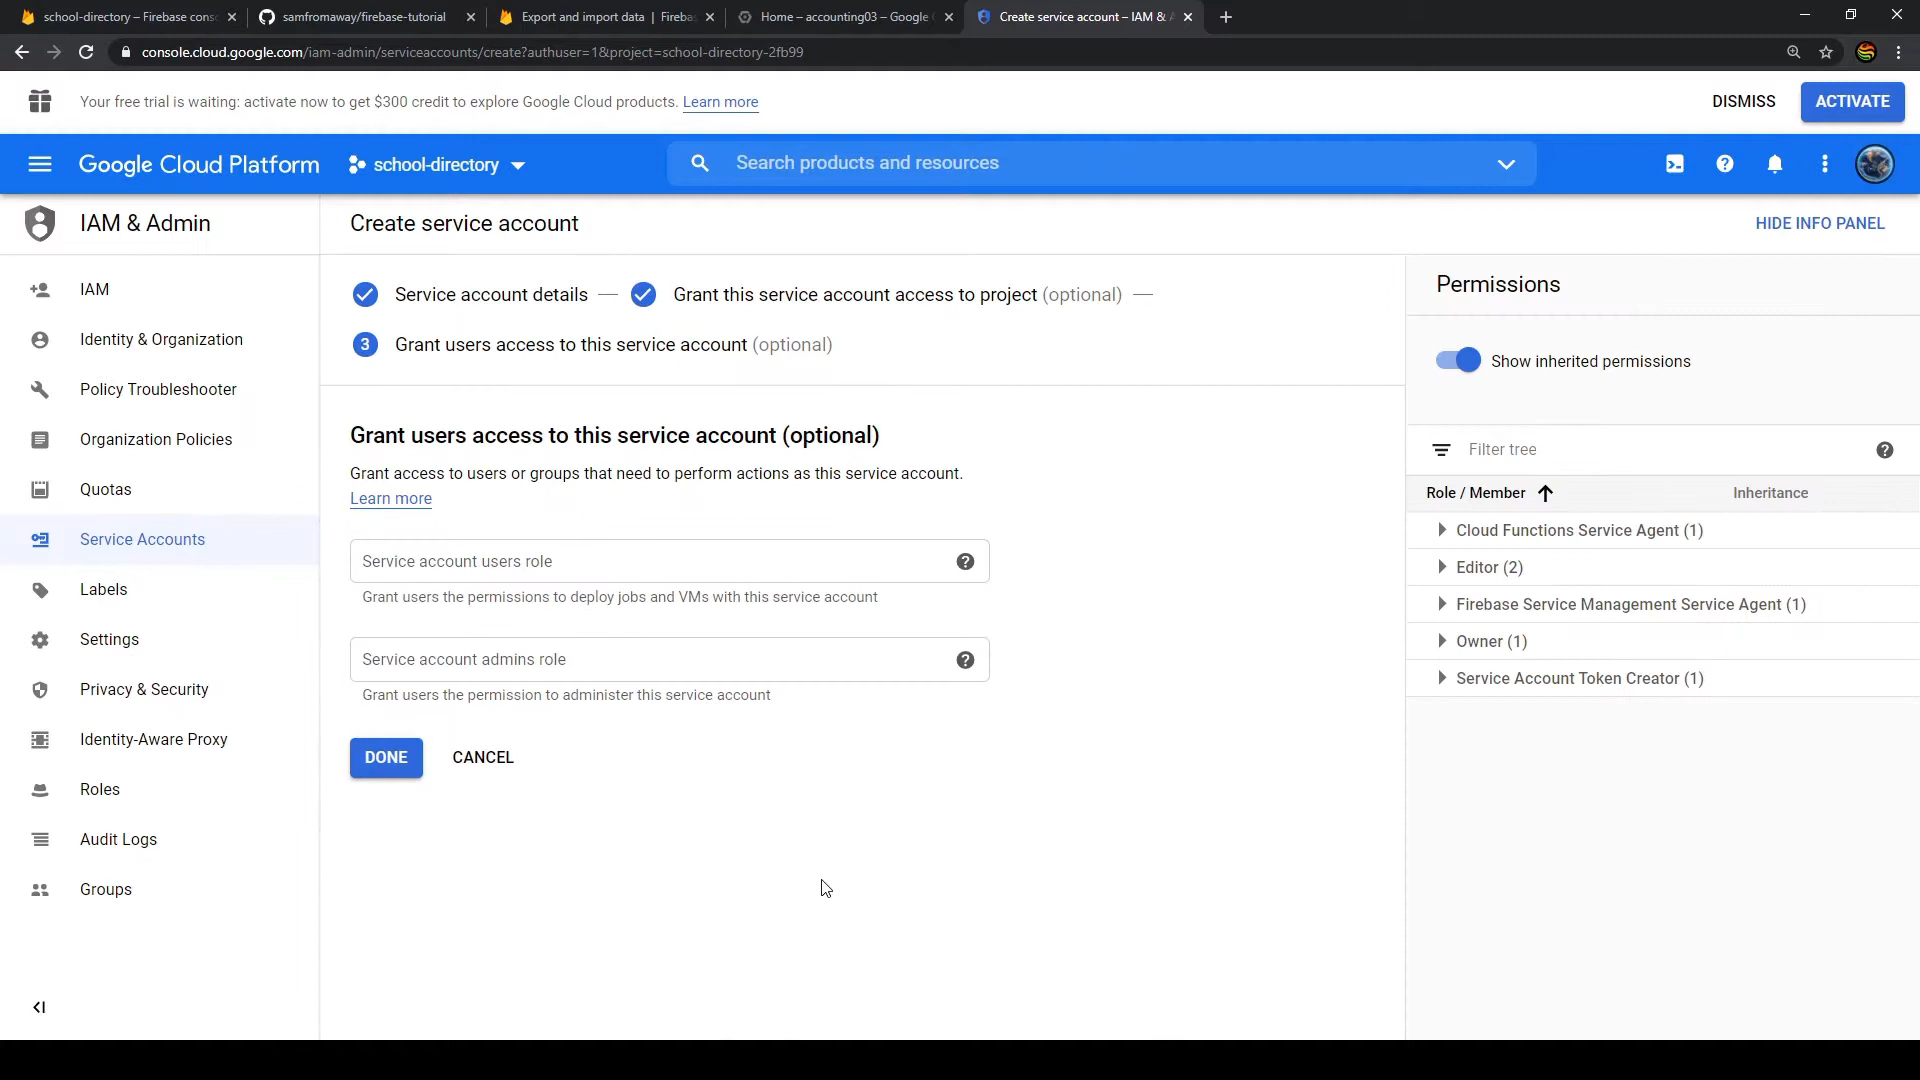 school-directory – Firebase cons
samfromaway/firebase-tutorial
Export and import data | Fireba
Home – accounting03 – Google
Create service account – IAM &
console.cloud.google.com/iam-admin/serviceaccounts/create?authuser=1&project=school-directory-2fb99
Your free trial is waiting: activate now to get $300 credit to explore Google Cloud products. Learn more
DISMISS
ACTIVATE
Google Cloud Platform
school-directory
Search products and resources
IAM & Admin
Create service account
HIDE INFO PANEL
IAM
Identity & Organization
Policy Troubleshooter
Organization Policies
Quotas
Service Accounts
Labels
Settings
Privacy & Security
Identity-Aware Proxy
Roles
Audit Logs
Groups
Service account details — Grant this service account access to project (optional) —
3 Grant users access to this service account (optional)
Grant users access to this service account (optional)
Grant access to users or groups that need to perform actions as this service account.
Learn more
Service account users role
Grant users the permissions to deploy jobs and VMs with this service account
Service account admins role
Grant users the permission to administer this service account
DONE
CANCEL
Permissions
Show inherited permissions
Filter tree
Role / Member
Inheritance
Cloud Functions Service Agent (1)
Editor (2)
Firebase Service Management Service Agent (1)
Owner (1)
Service Account Token Creator (1)